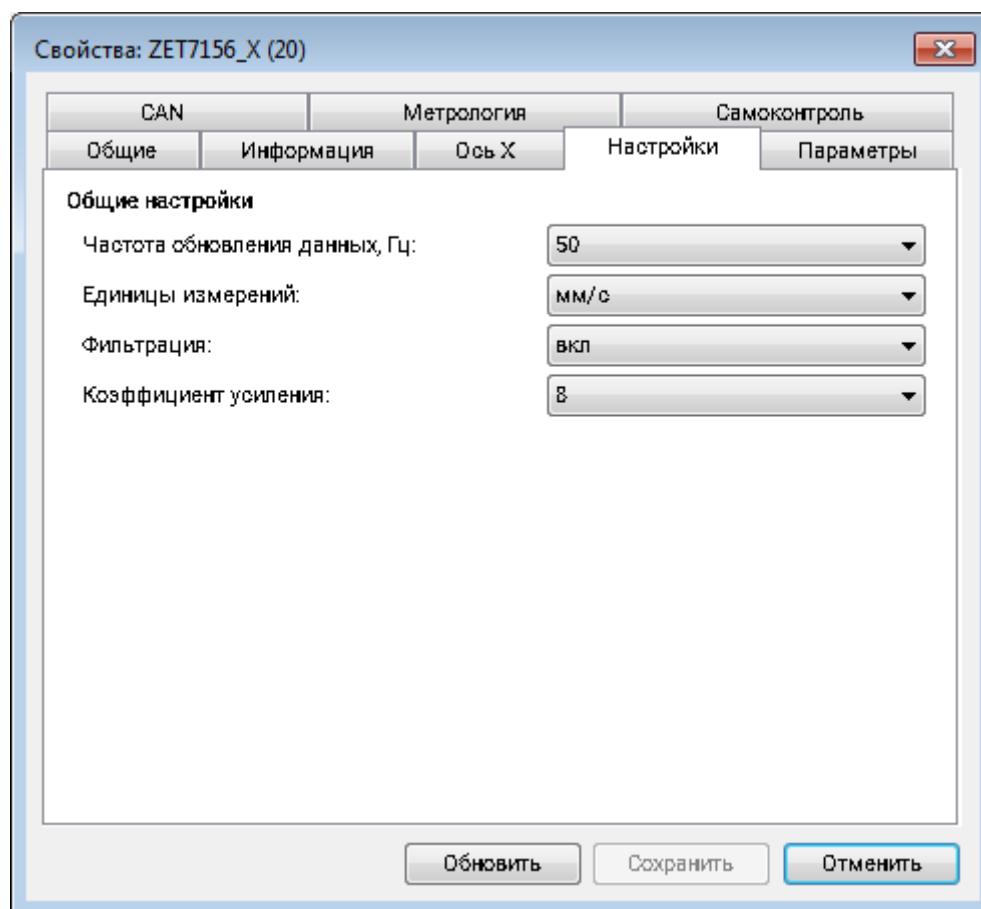 Свойства: ZET7156_X (20)
CAN Метрология Самоконтроль
Общие Информация Ось X Настройки Параметры
Общие настройки
Частота обновления данных, Гц: 50
Единицы измерений: мм/с
Фильтрация: вкл
Коэффициент усиления: 8
Обновить Сохранить Отменить